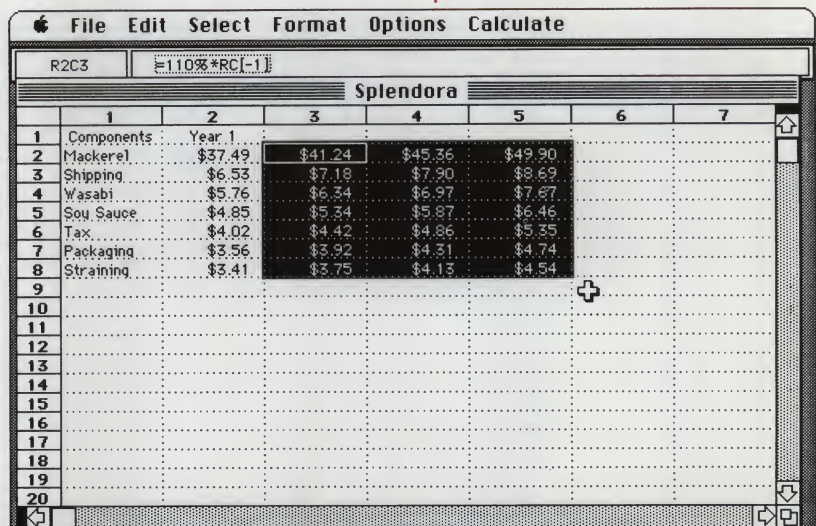 File Edit Select Format Options Calculate
R2C3 =110%*RC[-1]
Splendora
1 2 3 4 5 6 7
1 Components Year 1
2 Mackerel $37.49 $41.24 $45.36 $49.90
3 Shipping $6.53 $7.18 $7.90 $8.69
4 Wasabi $5.76 $6.34 $6.97 $7.67
5 Soy Sauce $4.85 $5.34 $5.87 $6.46
6 Tax $4.02 $4.42 $4.86 $5.35
7 Packaging $3.56 $3.92 $4.31 $4.74
8 Straining $3.41 $3.75 $4.13 $4.54
9
10
11
12
13
14
15
16
17
18
19
20